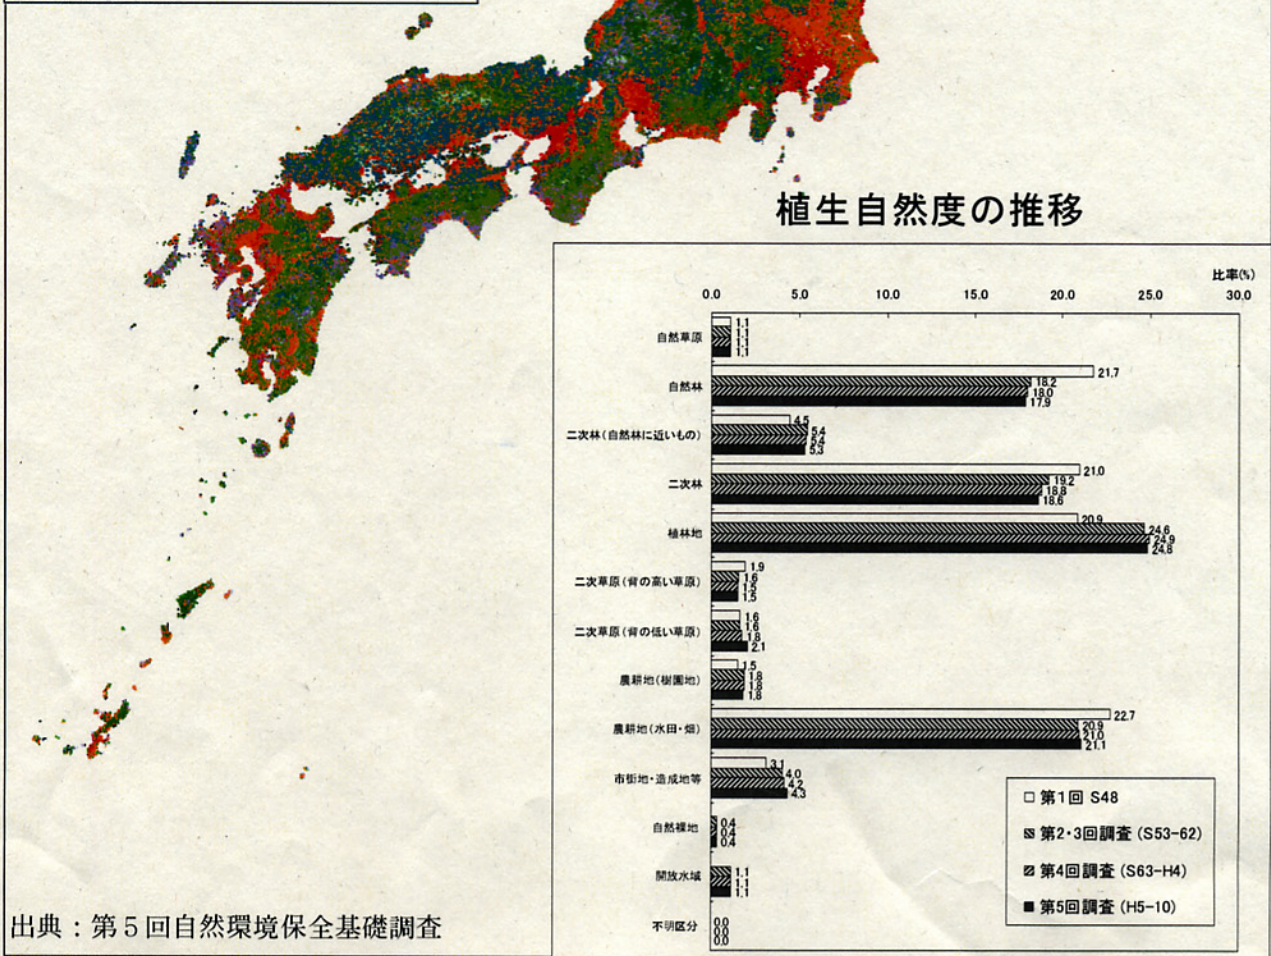 植生自然度の推移
比率(%)
0.0 5.0 10.0 15.0 20.0 25.0 30.0
自然草原
1.1
1.1
1.1
1.1
自然林
21.7
18.2
18.0
17.9
二次林(自然林に近いもの)
4.5
5.4
5.4
5.3
二次林
21.0
19.2
18.8
18.6
植林地
20.9
24.6
24.9
24.8
二次草原(背の高い草原)
1.9
1.6
1.5
1.5
二次草原(背の低い草原)
1.6
1.6
1.8
2.1
農耕地(樹園地)
1.5
1.8
1.8
1.8
農耕地(水田・畑)
22.7
20.9
21.0
21.1
市街地・造成地等
3.1
4.0
4.2
4.3
自然裸地
0.4
0.4
0.4
開放水域
1.1
1.1
1.1
不明区分
0.0
0.0
0.0
第1回 S48
第2・3回調査 (S53-62)
第4回調査 (S63-H4)
第5回調査 (H5-10)
出典：第５回自然環境保全基礎調査